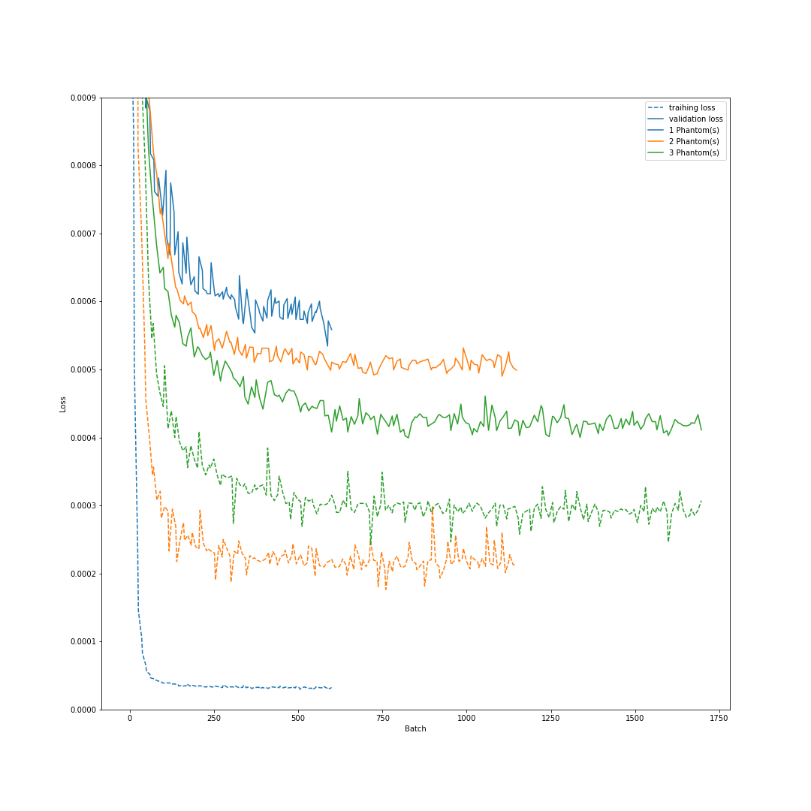 0.0009
0.0008
0.0007
0.0006
0.0005
0.0004
0.0003
0.0002
0.0001
0.0000
Loss
0
250
500
750
1000
1250
1500
1750
Batch
traihing loss
validation loss
1 Phantom(s)
2 Phantom(s)
3 Phantom(s)